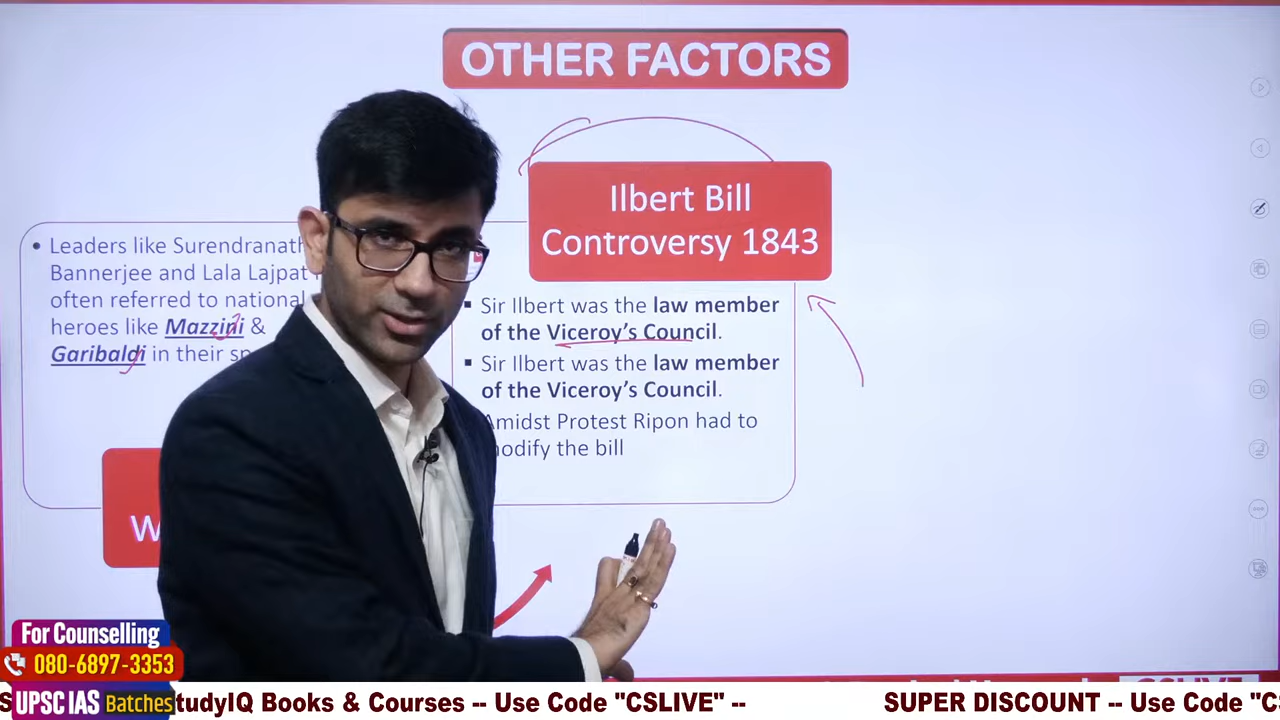 OTHER FACTORS
Leaders like Surendranath
Bannerjee and Lala Lajpat
often referred to national
heroes like Mazzini &
Garibaldi in their
Ilbert Bill
Controversy 1843
Sir Ilbert was the law member
of the Viceroy's Council.
Sir Ilbert was the law member
of the Viceroy's Council.
Amidst Protest Ripon had to
modify the bill
For Counselling
080-6897-3353
UPSC IAS Batches
tudyIQ Books & Courses -- Use Code "CSLIVE" --
SUPER DISCOUNT -- Use Code "C